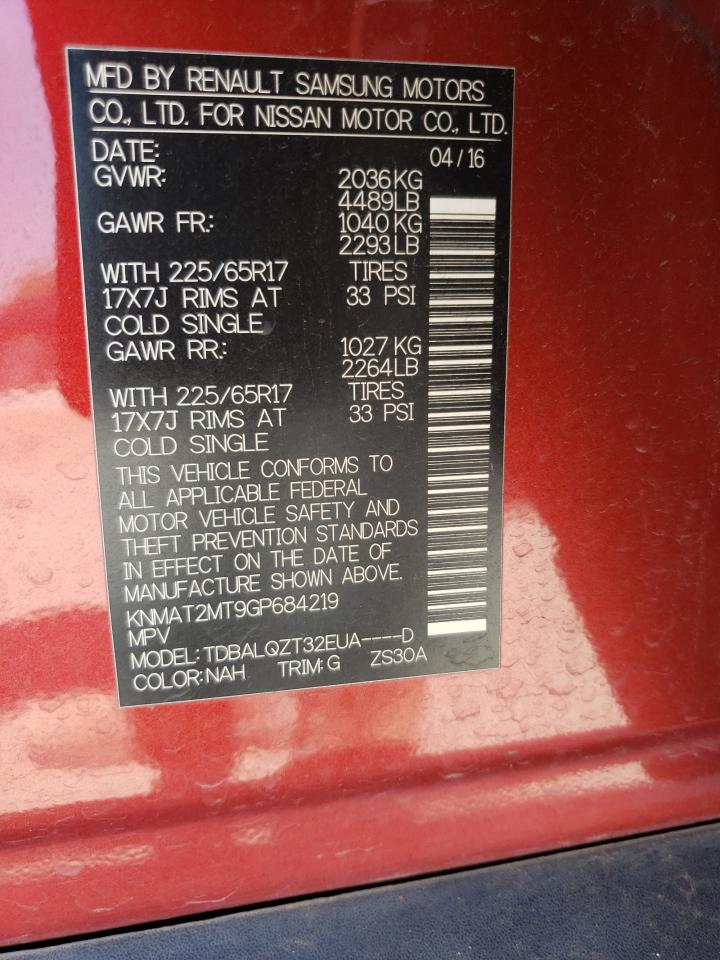 MFD BY RENAULT SAMSUNG MOTORS
CO., LTD. FOR NISSAN MOTOR CO., LTD.
DATE: 04/16
GVWR: 2036KG
4489LB
GAWR FR.: 1040KG
2293LB
WITH 225/65R17 TIRES
17X7J RIMS AT 33 PSI
COLD SINGLE
GAWR RR.: 1027KG
2264LB
WITH 225/65R17 TIRES
17X7J RIMS AT 33 PSI
COLD SINGLE
THIS VEHICLE CONFORMS TO
ALL APPLICABLE FEDERAL
MOTOR VEHICLE SAFETY AND
THEFT PREVENTION STANDARDS
IN EFFECT ON THE DATE OF
MANUFACTURE SHOWN ABOVE.
KNMAT2MT9GP684219
MPV
MODEL: TDBALQZT32EUA----D
COLOR: NAH TRIM: G ZS30A